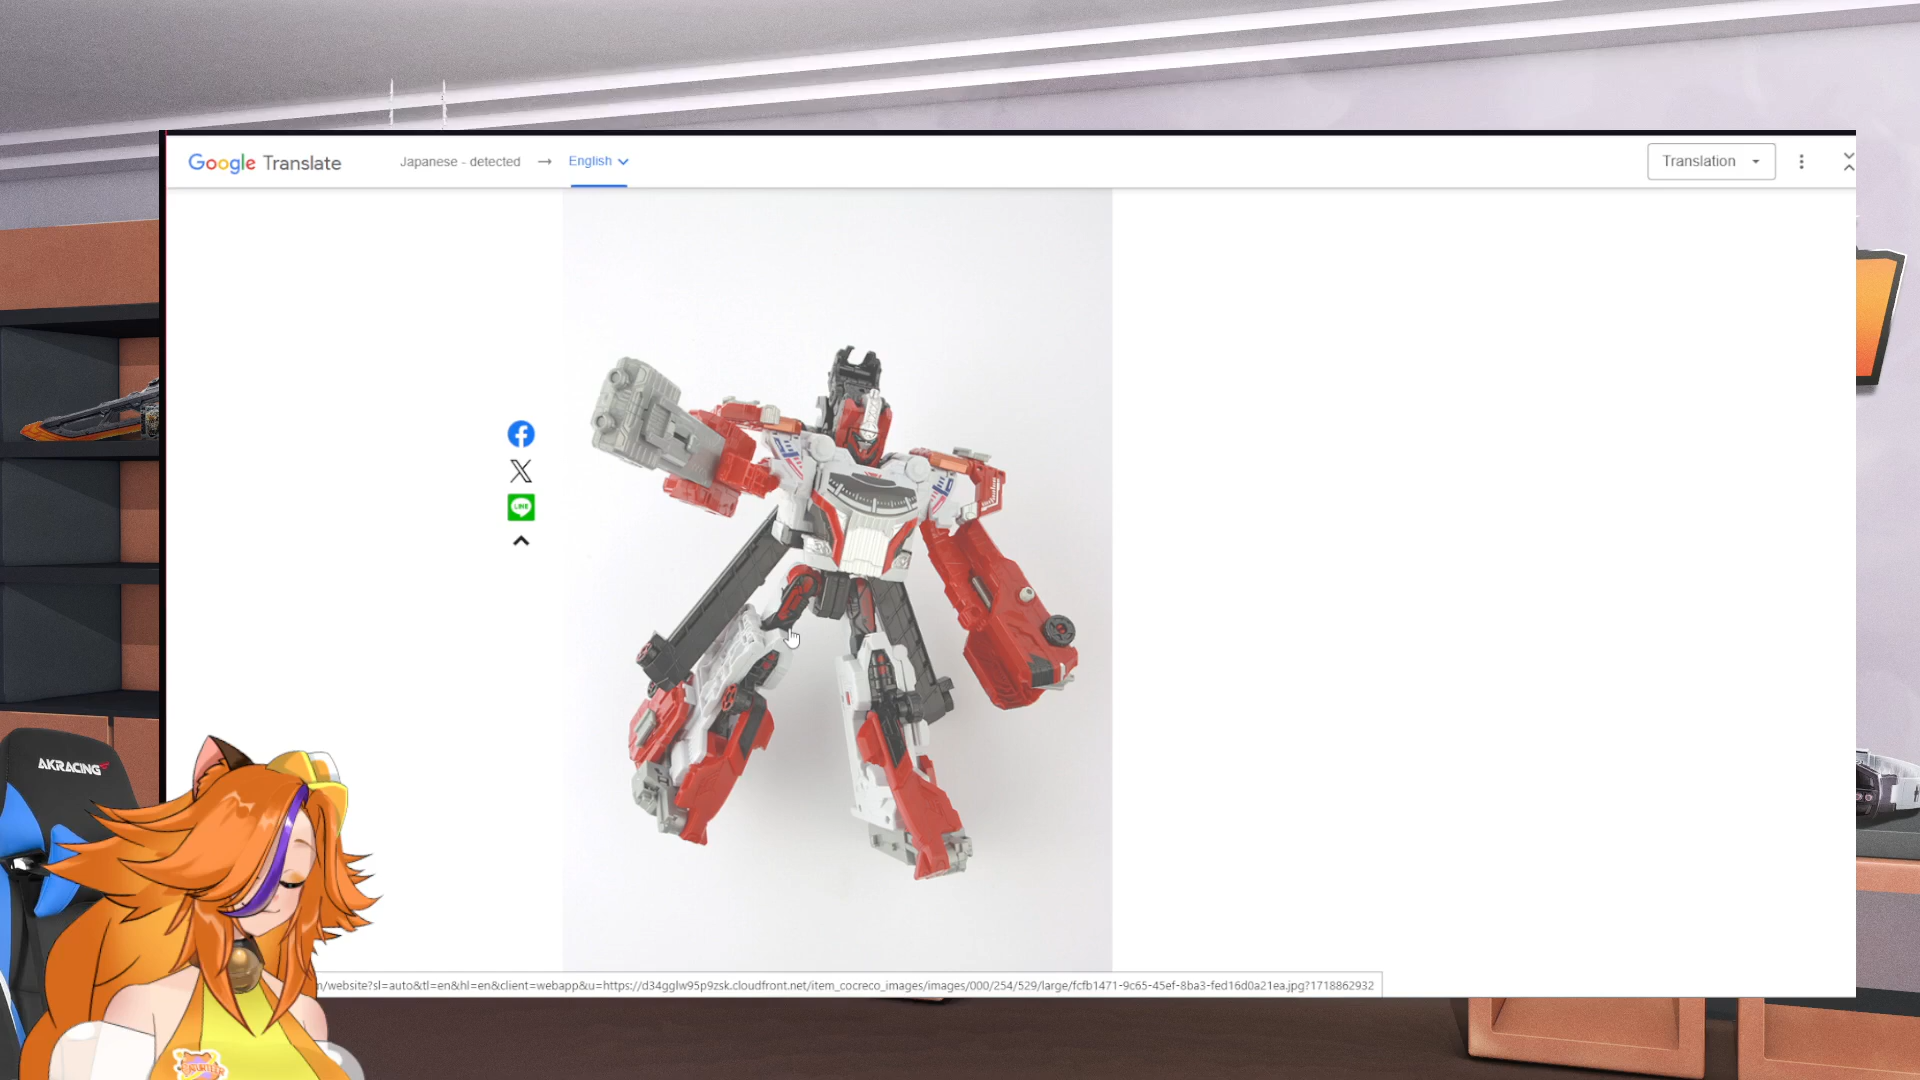 Google Translate
Japanese - detected → English
Translation
LINE
AKRACING
n/website?sl=auto&tl=en&hl=en&client=webapp&u=https://d34gglw95p9zsk.cloudfront.net/item_cocreco_images/images/000/254/529/large/fcfb1471-9c65-45ef-8ba3-fed16d0a21ea.jpg?1718862932